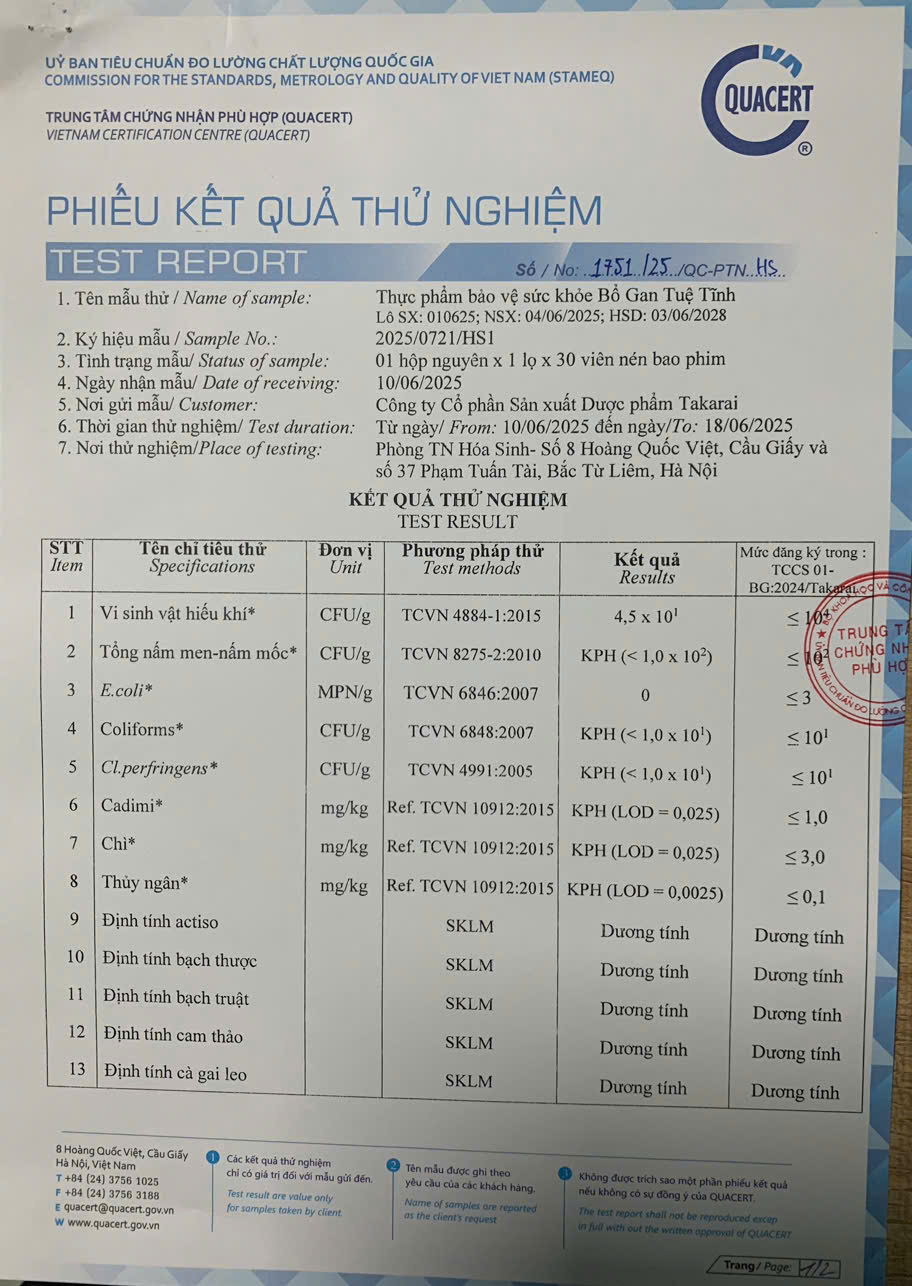 UỶ BAN TIÊU CHUẨN ĐO LƯỜNG CHẤT LƯỢNG QUỐC GIA
COMMISSION FOR THE STANDARDS, METROLOGY AND QUALITY OF VIET NAM (STAMEQ)
TRUNG TÂM CHỨNG NHẬN PHÙ HỢP (QUACERT)
VIETNAM CERTIFICATION CENTRE (QUACERT)
QUACERT
®
PHIẾU KẾT QUẢ THỬ NGHIỆM
TEST REPORT
Số / No: 1751/25/QC-PTN HS
1. Tên mẫu thử / Name of sample: Thực phẩm bảo vệ sức khỏe Bổ Gan Tuệ Tĩnh
Lô SX: 010625; NSX: 04/06/2025; HSD: 03/06/2028
2. Ký hiệu mẫu / Sample No.: 2025/0721/HS1
3. Tình trạng mẫu/ Status of sample: 01 hộp nguyên x 1 lọ x 30 viên nén bao phim
4. Ngày nhận mẫu/ Date of receiving: 10/06/2025
5. Nơi gửi mẫu/ Customer: Công ty Cổ phần Sản xuất Dược phẩm Takarai
6. Thời gian thử nghiệm/ Test duration: Từ ngày/ From: 10/06/2025 đến ngày/To: 18/06/2025
7. Nơi thử nghiệm/Place of testing: Phòng TN Hóa Sinh- Số 8 Hoàng Quốc Việt, Cầu Giấy và
số 37 Phạm Tuấn Tài, Bắc Từ Liêm, Hà Nội
KẾT QUẢ THỬ NGHIỆM
TEST RESULT
STT Tên chỉ tiêu thử Đơn vị Phương pháp thử Kết quả Mức đăng ký trong :
Item Specifications Unit Test methods Results TCCS 01-
BG:2024/Takarai
1 Vi sinh vật hiếu khí* CFU/g TCVN 4884-1:2015 4,5 x 10¹ ≤ 10⁴
2 Tổng nấm men-nấm mốc* CFU/g TCVN 8275-2:2010 KPH (< 1,0 x 10²) ≤ 10²
3 E.coli* MPN/g TCVN 6846:2007 0 ≤ 3
4 Coliforms* CFU/g TCVN 6848:2007 KPH (< 1,0 x 10¹) ≤ 10¹
5 Cl.perfringens* CFU/g TCVN 4991:2005 KPH (< 1,0 x 10¹) ≤ 10¹
6 Cadimi* mg/kg Ref. TCVN 10912:2015 KPH (LOD = 0,025) ≤ 1,0
7 Chì* mg/kg Ref. TCVN 10912:2015 KPH (LOD = 0,025) ≤ 3,0
8 Thủy ngân* mg/kg Ref. TCVN 10912:2015 KPH (LOD = 0,0025) ≤ 0,1
9 Định tính actiso SKLM Dương tính Dương tính
10 Định tính bạch thược SKLM Dương tính Dương tính
11 Định tính bạch truật SKLM Dương tính Dương tính
12 Định tính cam thảo SKLM Dương tính Dương tính
13 Định tính cà gai leo SKLM Dương tính Dương tính
TRUNG TÂ
CHỨNG NH
PHÙ HỢ
8 Hoàng Quốc Việt, Cầu Giấy
Hà Nội, Việt Nam
T +84 (24) 3756 1025
F +84 (24) 3756 3188
E quacert@quacert.gov.vn
W www.quacert.gov.vn
1 Các kết quả thử nghiệm
chỉ có giá trị đối với mẫu gửi đến.
Test result are value only
for samples taken by client.
2 Tên mẫu được ghi theo
yêu cầu của các khách hàng.
Name of samples are reported
as the client's request
3 Không được trích sao một phần phiếu kết quả
nếu không có sự đồng ý của QUACERT.
The test report shall not be reproduced excep
in full with out the written approval of QUACERT
Trang / Page: 1/2